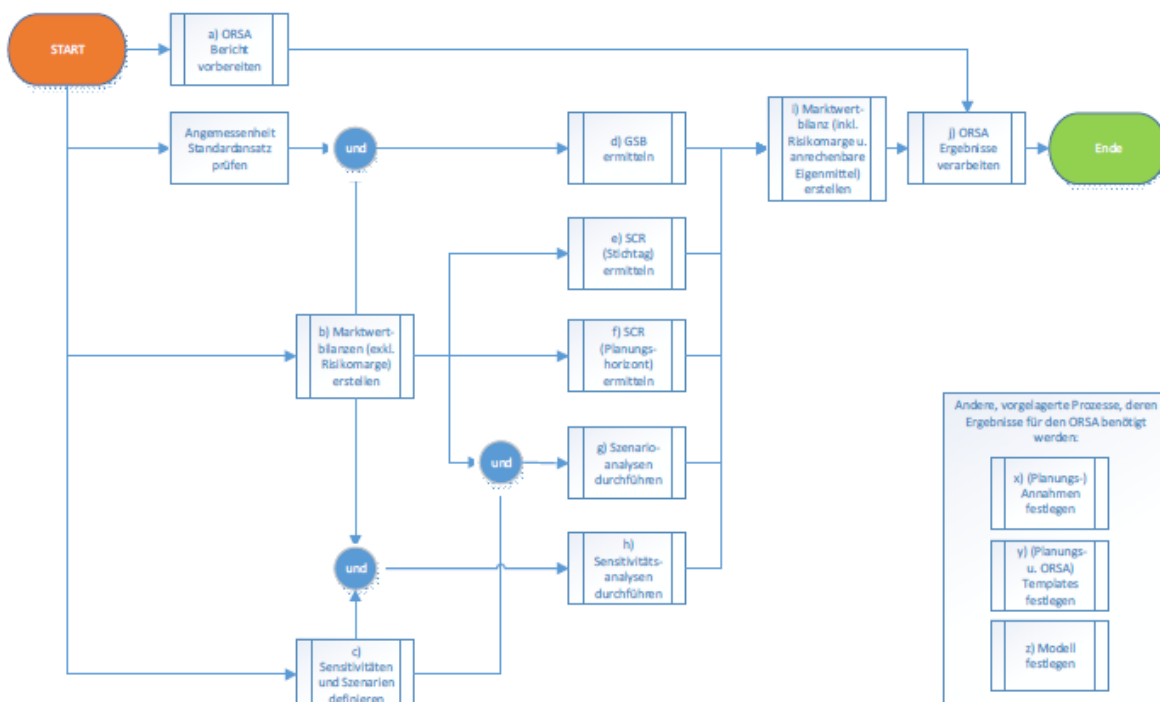 START
a) ORSA
Bericht
vorbereiten
Angemessenheit
Standardansatz
prüfen
und
d) GSB
ermitteln
i) Marktwert-
bilanz (inkl.
Risikomarge u.
anrechenbare
Eigenmittel)
erstellen
j) ORSA
Ergebnisse
verarbeiten
Ende
e) SCR
(Stichtag)
ermitteln
b) Marktwert-
bilanzen (exkl.
Risikomarge)
erstellen
f) SCR
(Planungs-
horizont)
ermitteln
und
g) Szenario-
analysen
durchführen
und
h)
Sensitivitäts-
analysen
durchführen
c)
Sensitivitäten
und Szenarien
definieren
Andere, vorgelagerte Prozesse, deren
Ergebnisse für den ORSA benötigt
werden:
x) (Planungs-)
Annahmen
festlegen
y) (Planungs-
u. ORSA)
Templates
festlegen
z) Modell
festlegen